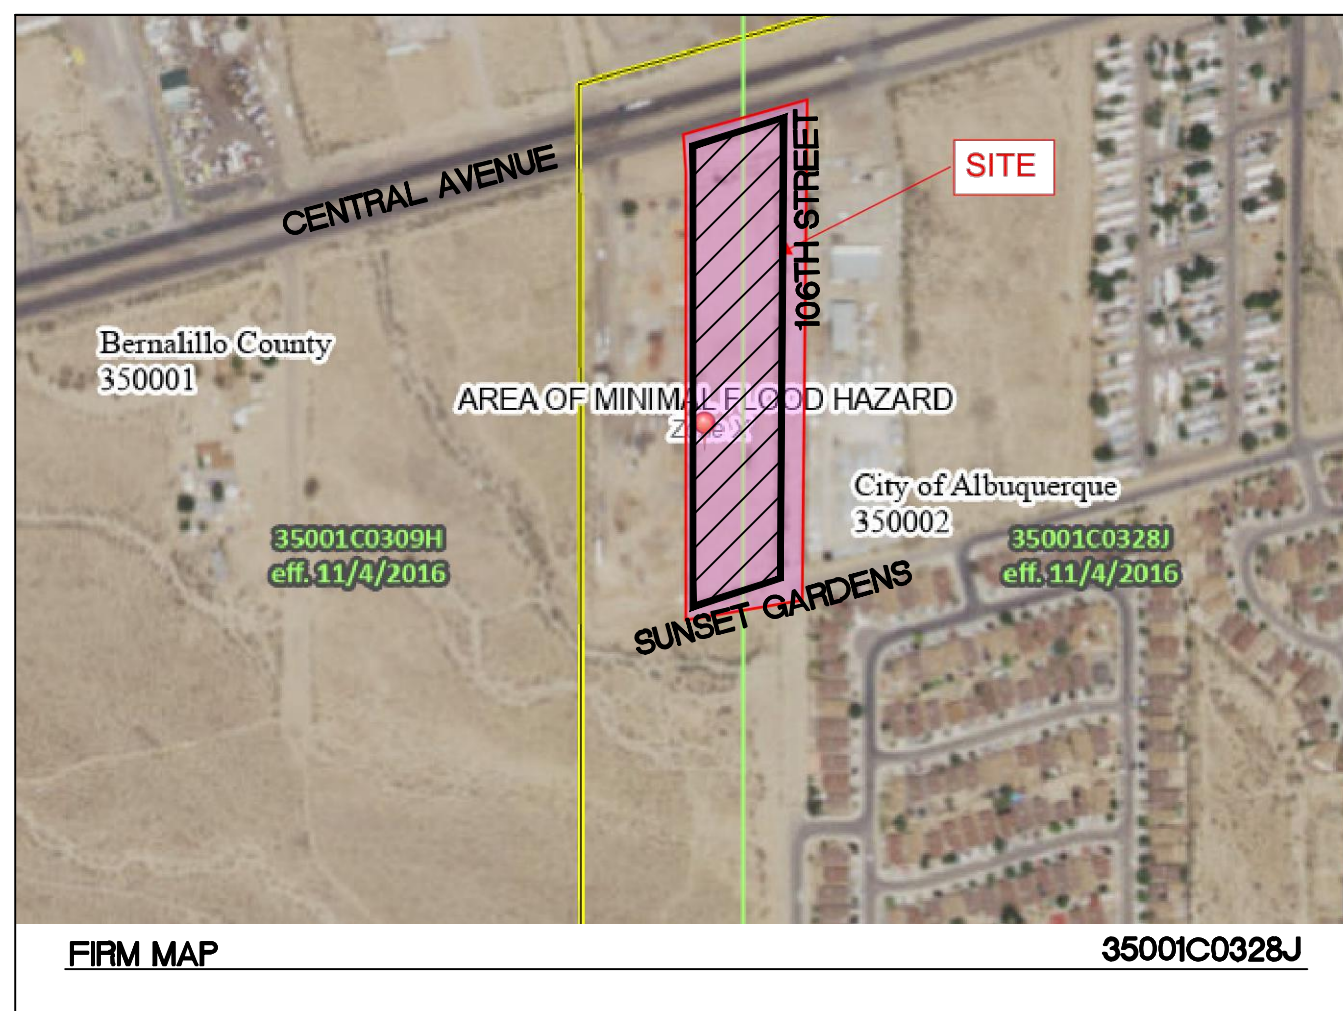 CENTRAL AVENUE
106TH STREET
SITE
Bernalillo County
350001
AREA OF MINIMAL FLOOD HAZARD
Zone X
City of Albuquerque
350002
35001C0309H
eff. 11/4/2016
35001C0328J
eff. 11/4/2016
SUNSET GARDENS
FIRM MAP
35001C0328J